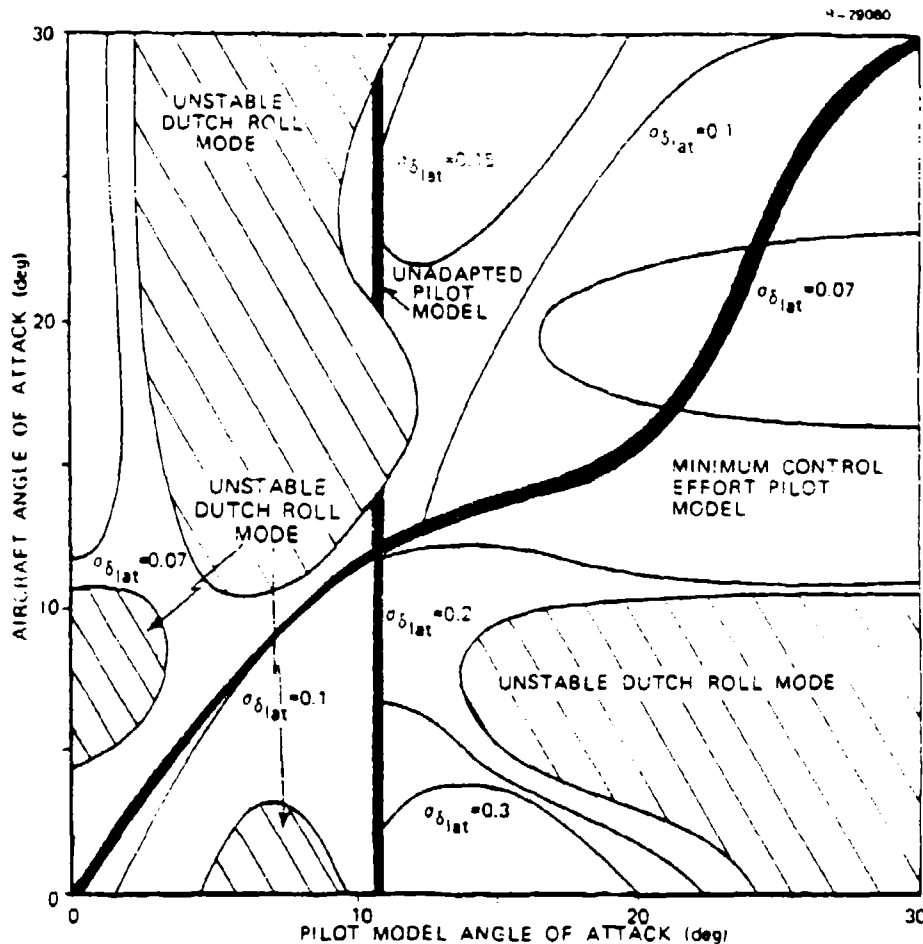 30
UNSTABLE
DUTCH ROLL
MODE
σδlat=0.15
σδlat=0.1
UNADAPTED
PILOT
MODEL
σδlat=0.07
20
AIRCRAFT ANGLE OF ATTACK (deg)
UNSTABLE
DUTCH ROLL
MODE
MINIMUM CONTROL
EFFORT PILOT
MODEL
σδlat=0.07
10
σδlat=0.2
UNSTABLE DUTCH ROLL MODE
σδlat=0.1
σδlat=0.3
0
0
10
20
30
PILOT MODEL ANGLE OF ATTACK (deg)